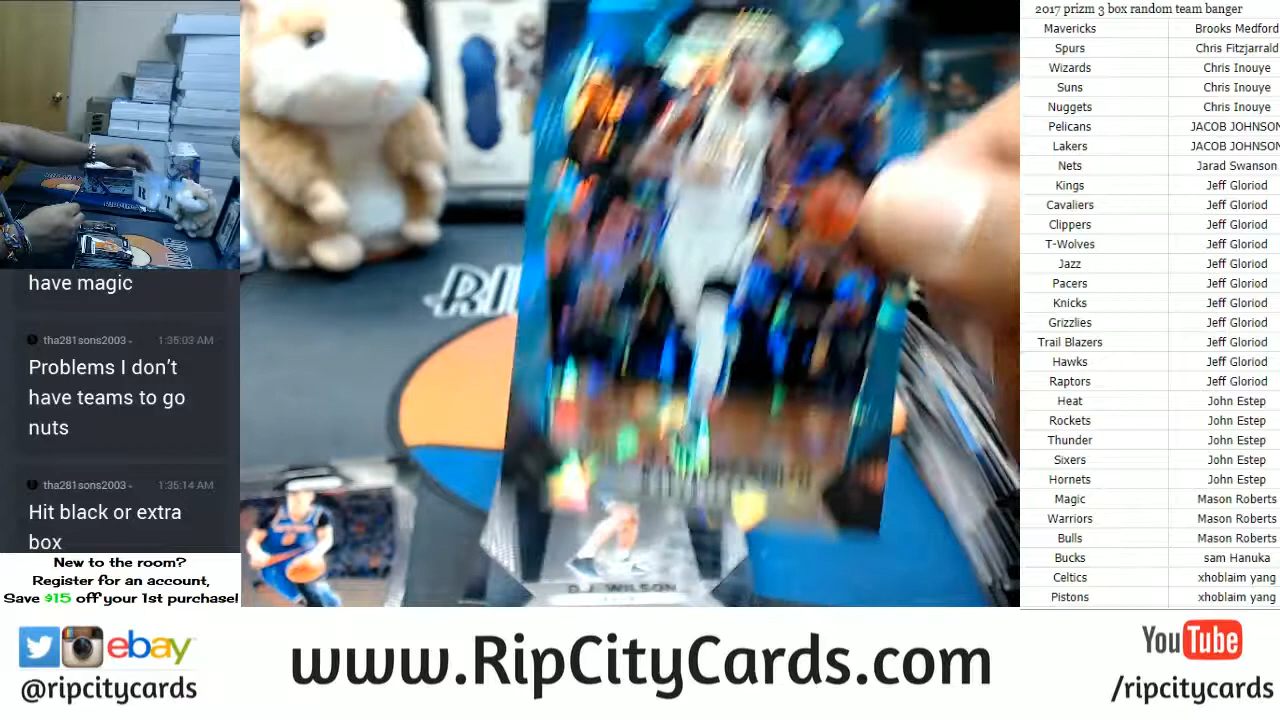 have magic
tha281sons2003 1:35:03 AM
Problems I don't
have teams to go
nuts
tha281sons2003 1:35:14 AM
Hit black or extra
box
New to the room?
Register for an account,
Save $15 off your 1st purchase!
D.J. WILSON
2017 prizm 3 box random team banger
Mavericks Brooks Medford
Spurs Chris Fitzjarrald
Wizards Chris Inouye
Suns Chris Inouye
Nuggets Chris Inouye
Pelicans JACOB JOHNSON
Lakers JACOB JOHNSON
Nets Jarad Swanson
Kings Jeff Gloriod
Cavaliers Jeff Gloriod
Clippers Jeff Gloriod
T-Wolves Jeff Gloriod
Jazz Jeff Gloriod
Pacers Jeff Gloriod
Knicks Jeff Gloriod
Grizzlies Jeff Gloriod
Trail Blazers Jeff Gloriod
Hawks Jeff Gloriod
Raptors Jeff Gloriod
Heat John Estep
Rockets John Estep
Thunder John Estep
Sixers John Estep
Hornets John Estep
Magic Mason Roberts
Warriors Mason Roberts
Bulls Mason Roberts
Bucks sam Hanuka
Celtics xhoblaim yang
Pistons xhoblaim yang
ebay
@ripcitycards
www.RipCityCards.com
YouTube
/ripcitycards